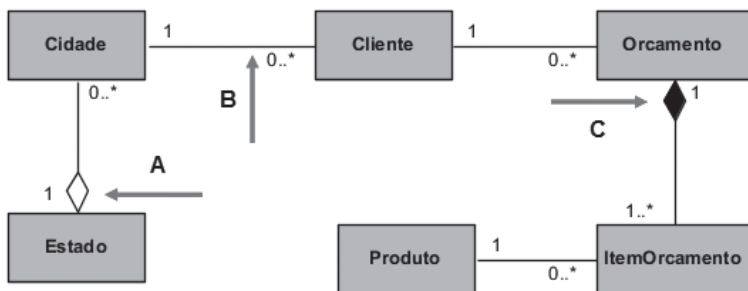 Cidade 1 0..* Cliente 1 0..* Orcamento
0..* B C 1
1 A
1..*
Estado Produto 1 0..* ItemOrcamento